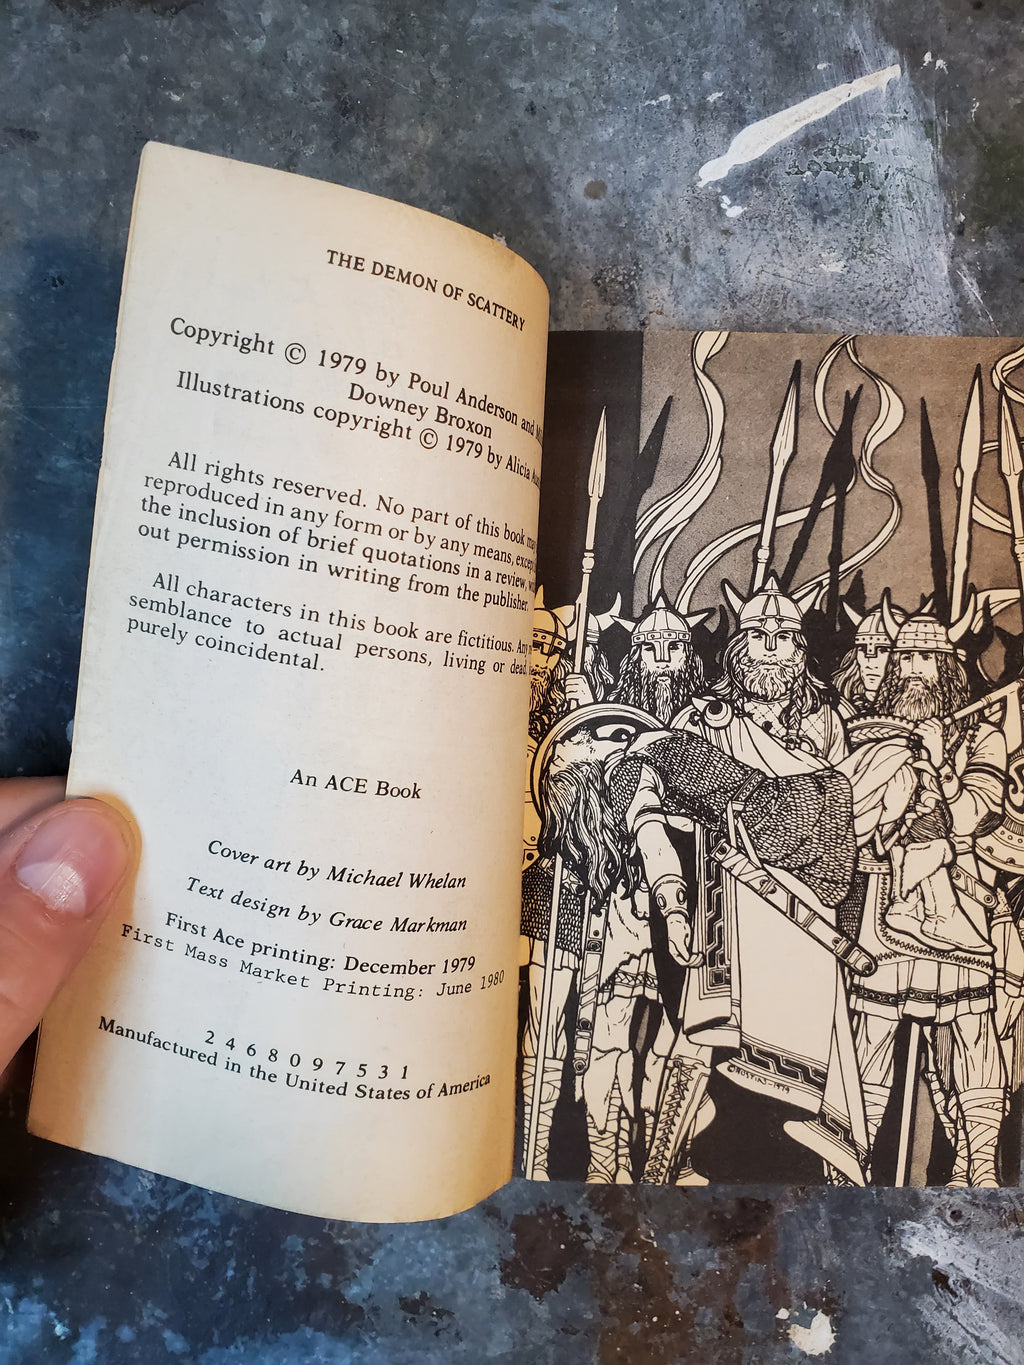 THE DEMON OF SCATTERY
Copyright © 1979 by Poul Anderson and
Downey Broxon
Illustrations copyright © 1979 by Alicia
All rights reserved. No part of this book
reproduced in any form or by any means,
the inclusion of brief quotations in a review,
out permission in writing from the publisher.
All characters in this book are fictitious. Any
semblance to actual persons, living or dead,
purely coincidental.
An ACE Book
Cover art by Michael Whelan
Text design by Grace Markman
First Ace printing: December 1979
First Mass Market Printing: June 1980
2 4 6 8 0 9 7 5 3 1
Manufactured in the United States of America